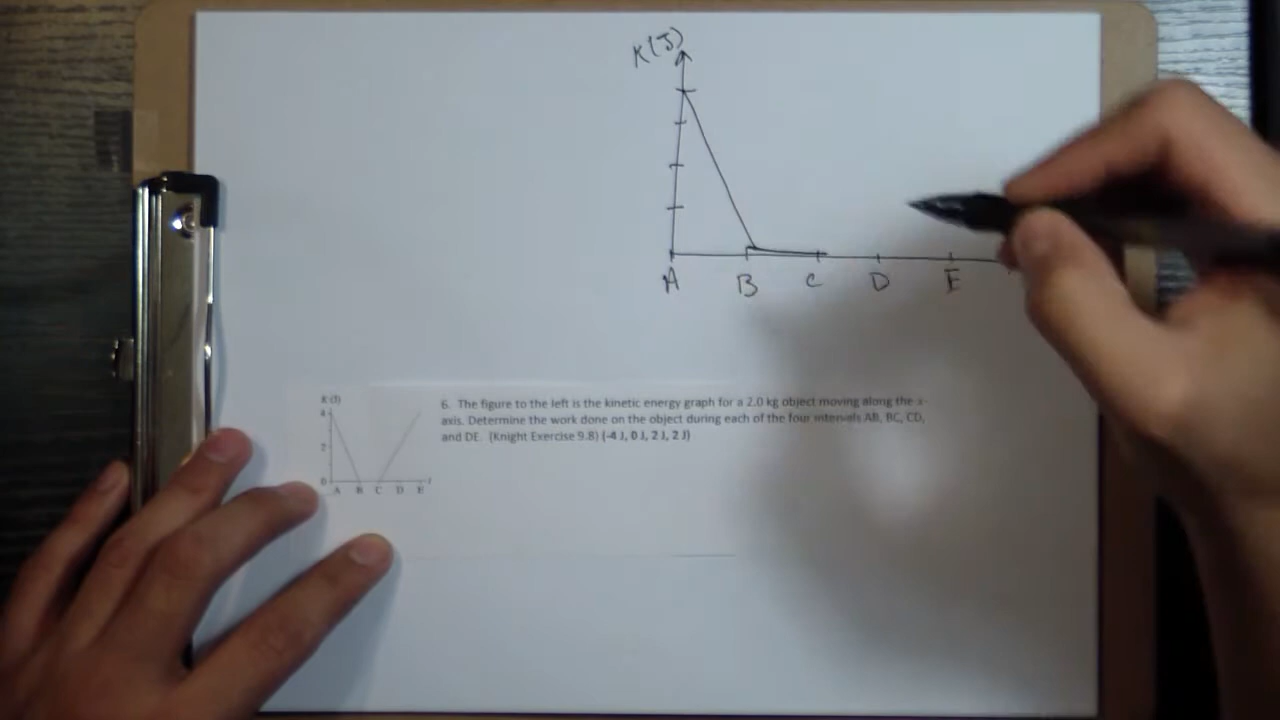 K(J)
A B C D E
K (J)
4
2
0
A B C D E
6. The figure to the left is the kinetic energy graph for a 2.0 kg object moving along the x-
axis. Determine the work done on the object during each of the four intervals AB, BC, CD,
and DE. (Knight Exercise 9.8) (-4 J, 0 J, 2 J, 2 J)